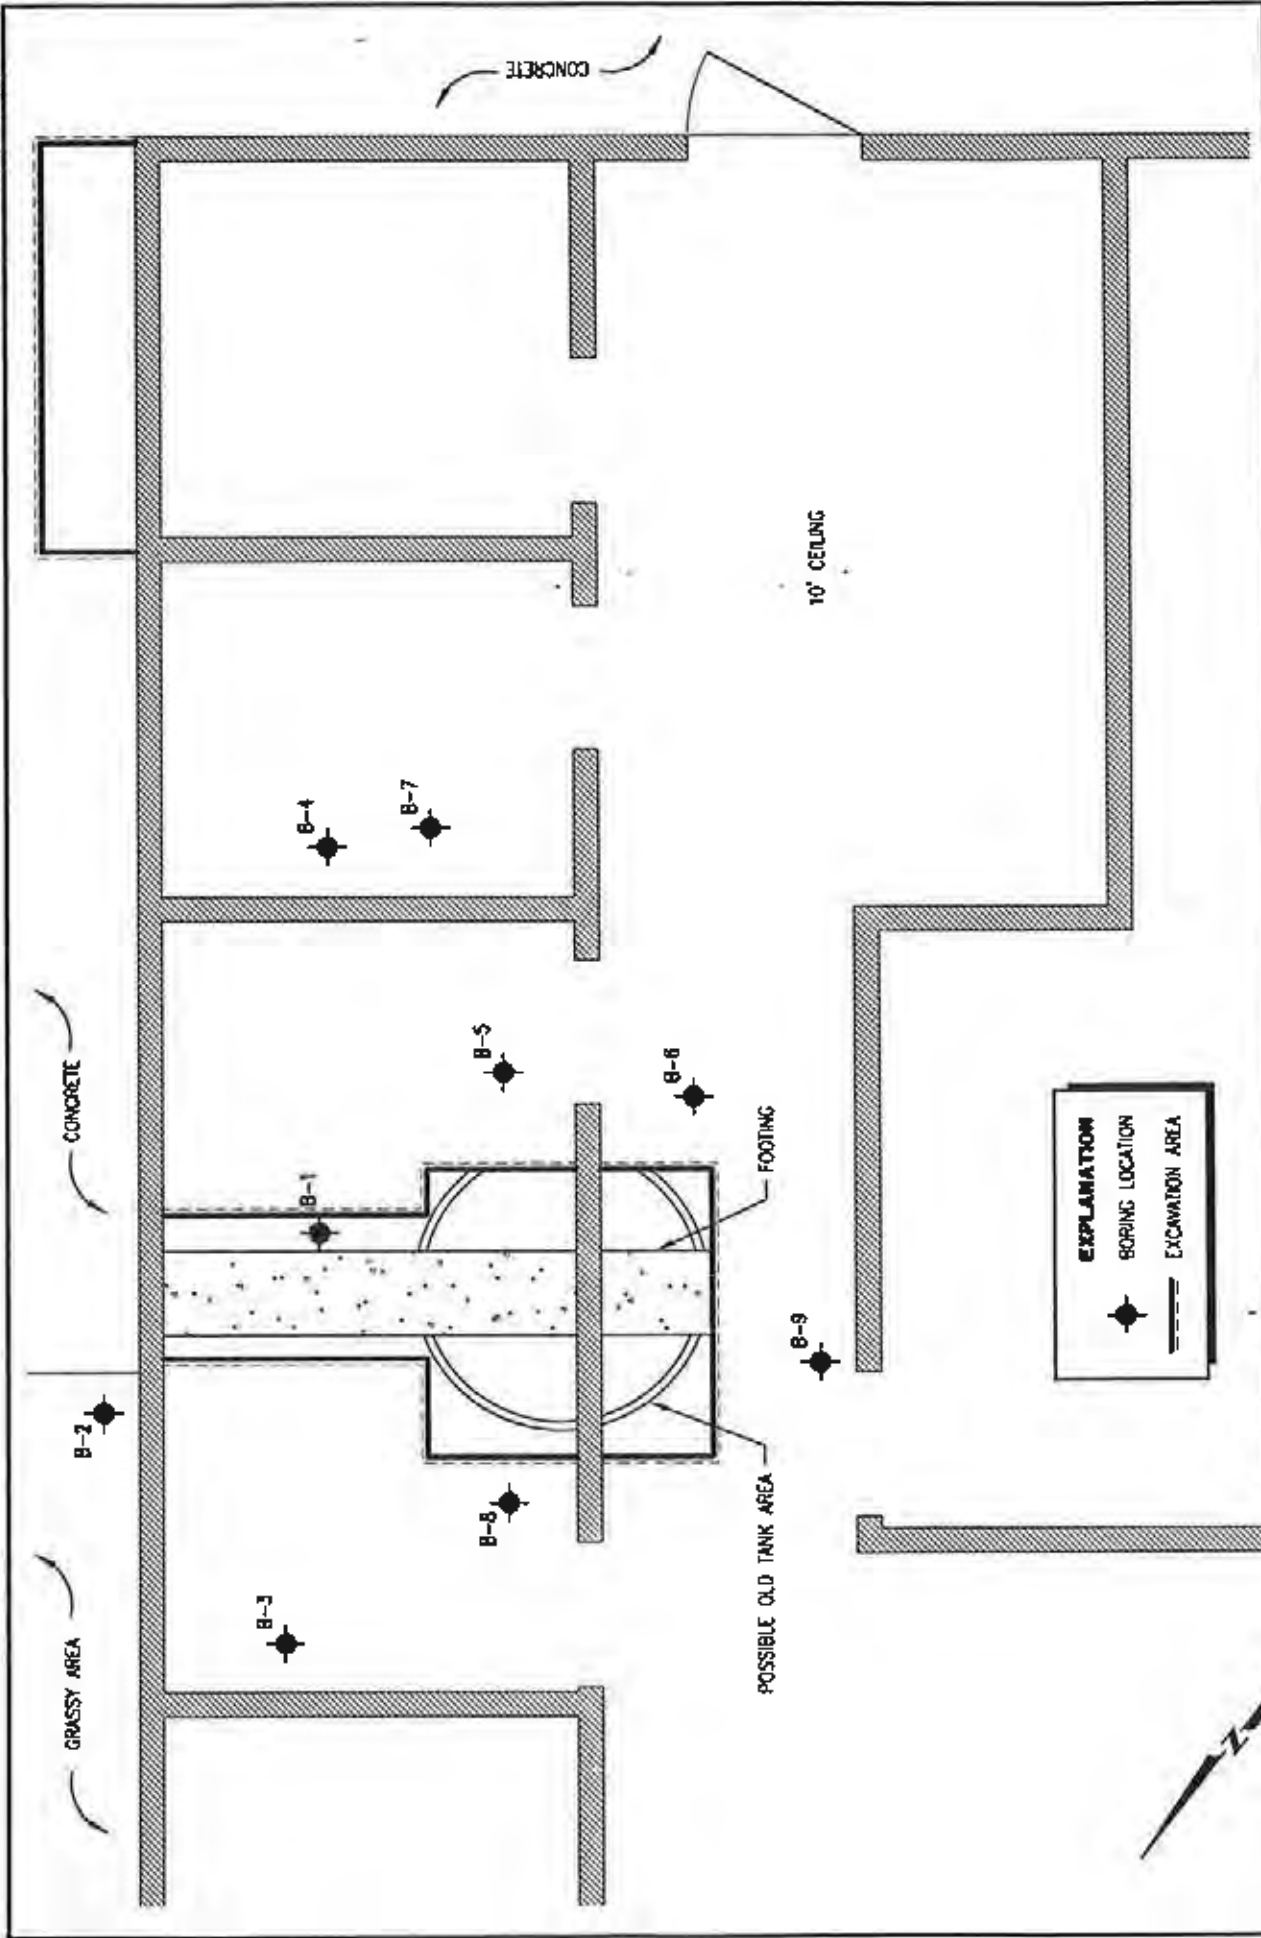 GRASSY AREA
CONCRETE
CONCRETE
B-2
B-3
B-1
B-4
B-7
B-8
B-5
B-6
B-9
FOOTING
POSSIBLE OLD TANK AREA
10' CEILING
EXPLANATION
BORING LOCATION
EXCAVATION AREA
N